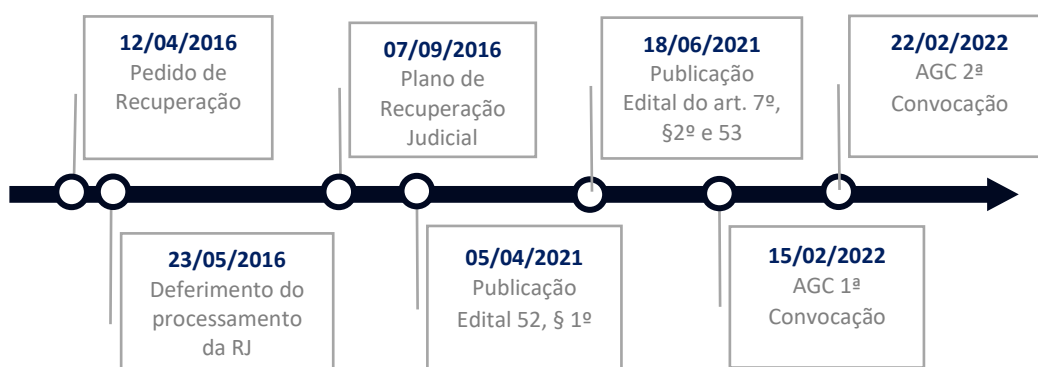 12/04/2016
Pedido de
Recuperação
07/09/2016
Plano de
Recuperação
Judicial
18/06/2021
Publicação
Edital do art. 7º,
§2º e 53
22/02/2022
AGC 2ª
Convocação
23/05/2016
Deferimento do
processamento
da RJ
05/04/2021
Publicação
Edital 52, § 1º
15/02/2022
AGC 1ª
Convocação